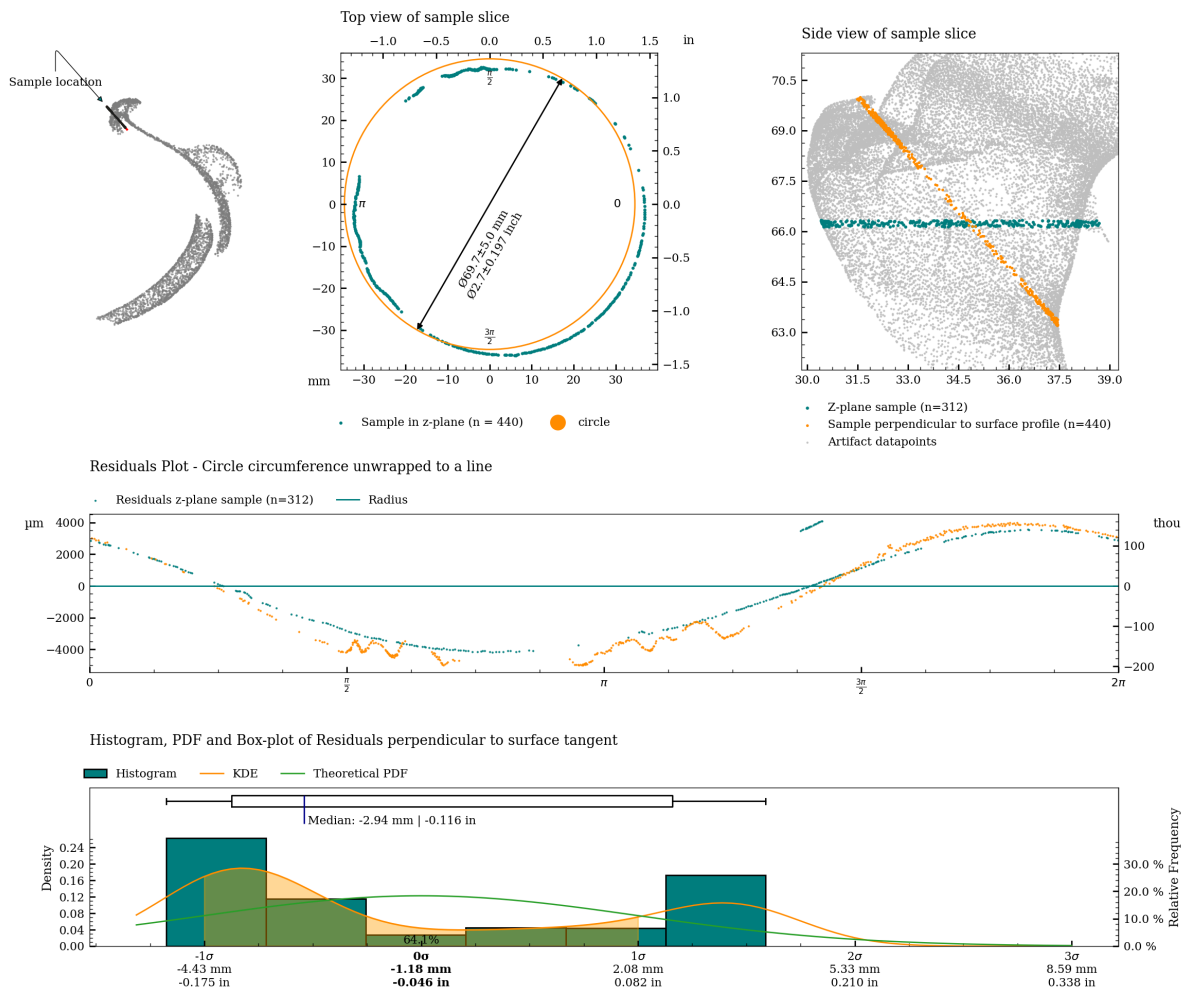 Top view of sample slice
−1.0 −0.5 0.0 0.5 1.0 1.5 in
Side view of sample slice
Sample location
30
20
10
0
−10
−20
−30
mm
−30 −20 −10 0 10 20 30
1.0
0.5
0.0
−0.5
−1.0
−1.5
π/2
π
0
3π/2
Ø69.7±5.0 mm
Ø2.7±0.197 inch
Sample in z-plane (n = 440) circle
70.5
69.0
67.5
66.0
64.5
63.0
30.0 31.5 33.0 34.5 36.0 37.5 39.0
Z-plane sample (n=312)
Sample perpendicular to surface profile (n=440)
Artifact datapoints
Residuals Plot - Circle circumference unwrapped to a line
Residuals z-plane sample (n=312) Radius
µm
4000
2000
0
−2000
−4000
thou
100
0
−100
−200
0 π/2 π 3π/2 2π
Histogram, PDF and Box-plot of Residuals perpendicular to surface tangent
Histogram KDE Theoretical PDF
Median: -2.94 mm | -0.116 in
Density
0.24
0.20
0.16
0.12
0.08
0.04
0.00
Relative Frequency
30.0 %
20.0 %
10.0 %
0.0 %
64.1%
-1σ 0σ 1σ 2σ 3σ
-4.43 mm -1.18 mm 2.08 mm 5.33 mm 8.59 mm
-0.175 in -0.046 in 0.082 in 0.210 in 0.338 in